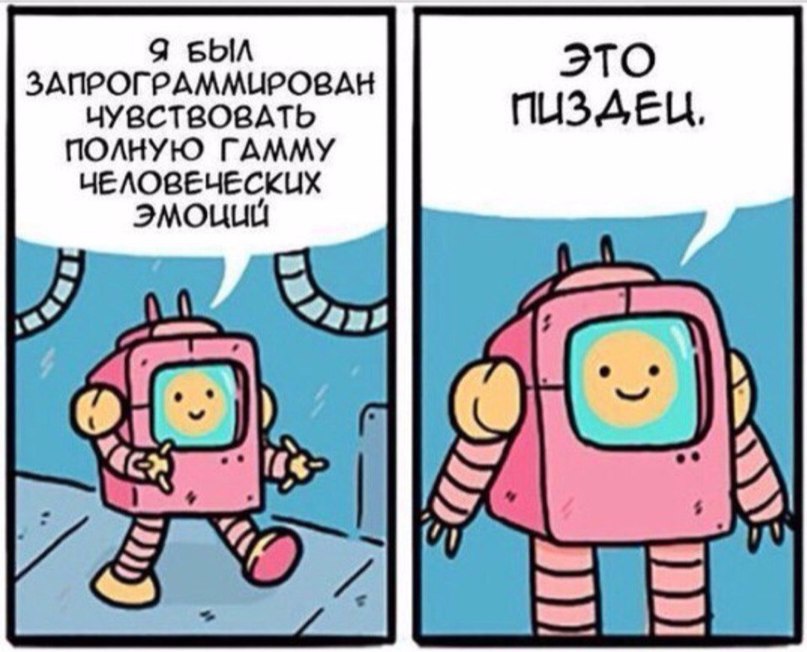 Я БЫЛ
ЗАПРОГРАММИРОВАН
ЧУВСТВОВАТЬ
ПОЛНУЮ ГАММУ
ЧЕЛОВЕЧЕСКИХ
ЭМОЦИЙ
ЭТО
ПИЗДЕЦ.